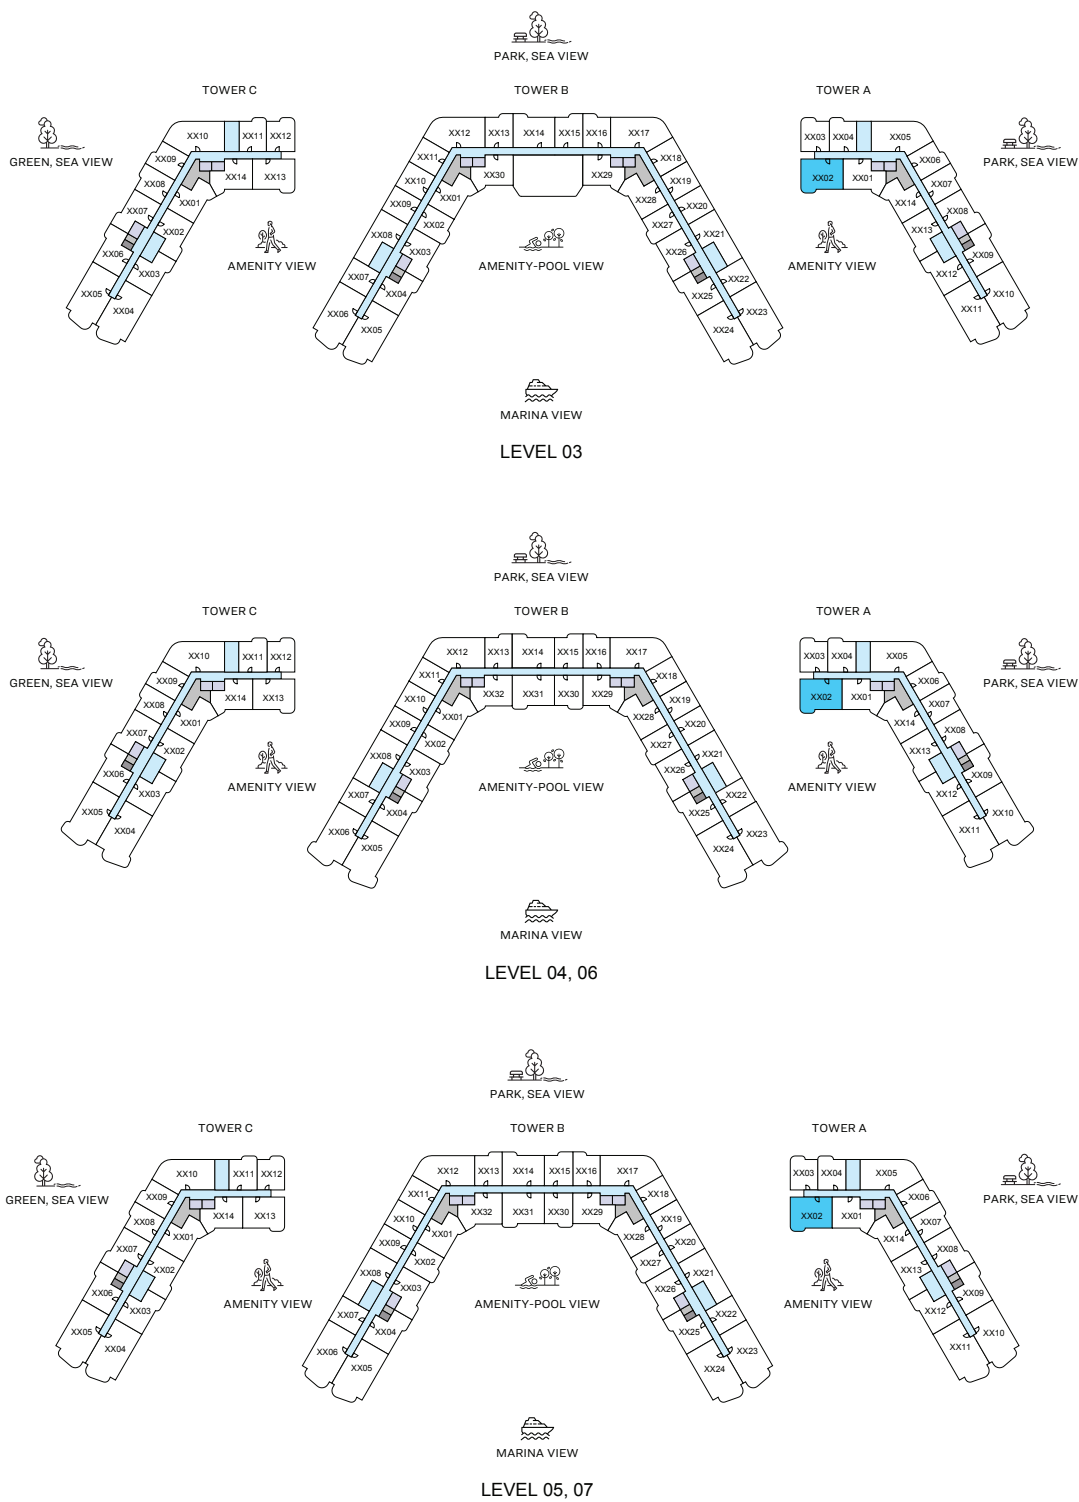 PARK, SEA VIEW
TOWER C
TOWER B
TOWER A
GREEN, SEA VIEW
PARK, SEA VIEW
XX10
XX11
XX12
XX09
XX14
XX13
XX08
XX01
XX07
XX02
XX06
XX03
XX05
XX04
XX12
XX13
XX14
XX15
XX16
XX17
XX11
XX30
XX29
XX18
XX10
XX01
XX28
XX19
XX09
XX02
XX27
XX20
XX08
XX03
XX26
XX21
XX07
XX04
XX25
XX22
XX06
XX05
XX24
XX23
XX03
XX04
XX05
XX02
XX01
XX06
XX14
XX07
XX13
XX08
XX12
XX09
XX11
XX10
AMENITY VIEW
AMENITY-POOL VIEW
AMENITY VIEW
MARINA VIEW
LEVEL 03
PARK, SEA VIEW
TOWER C
TOWER B
TOWER A
GREEN, SEA VIEW
PARK, SEA VIEW
XX10
XX11
XX12
XX09
XX14
XX13
XX08
XX01
XX07
XX02
XX06
XX03
XX05
XX04
XX12
XX13
XX14
XX15
XX16
XX17
XX11
XX32
XX31
XX30
XX29
XX18
XX10
XX01
XX28
XX19
XX09
XX02
XX27
XX20
XX08
XX03
XX26
XX21
XX07
XX04
XX25
XX22
XX06
XX05
XX24
XX23
XX03
XX04
XX05
XX02
XX01
XX06
XX14
XX07
XX13
XX08
XX12
XX09
XX11
XX10
AMENITY VIEW
AMENITY-POOL VIEW
AMENITY VIEW
MARINA VIEW
LEVEL 04, 06
PARK, SEA VIEW
TOWER C
TOWER B
TOWER A
GREEN, SEA VIEW
PARK, SEA VIEW
XX10
XX11
XX12
XX09
XX14
XX13
XX08
XX01
XX07
XX02
XX06
XX03
XX05
XX04
XX12
XX13
XX14
XX15
XX16
XX17
XX11
XX32
XX31
XX30
XX29
XX18
XX10
XX01
XX28
XX19
XX09
XX02
XX27
XX20
XX08
XX03
XX26
XX21
XX07
XX04
XX25
XX22
XX06
XX05
XX24
XX23
XX03
XX04
XX05
XX02
XX01
XX06
XX14
XX07
XX13
XX08
XX12
XX09
XX11
XX10
AMENITY VIEW
AMENITY-POOL VIEW
AMENITY VIEW
MARINA VIEW
LEVEL 05, 07